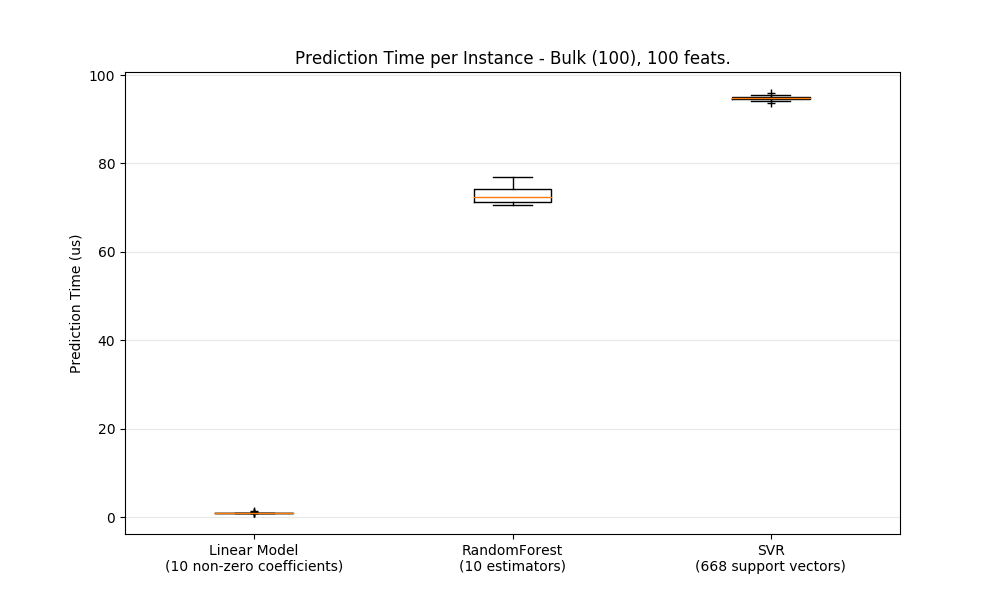 Prediction Time per Instance - Bulk (100), 100 feats.
100
80
60
40
20
0
Prediction Time (us)
Linear Model
(10 non-zero coefficients)
RandomForest
(10 estimators)
SVR
(668 support vectors)